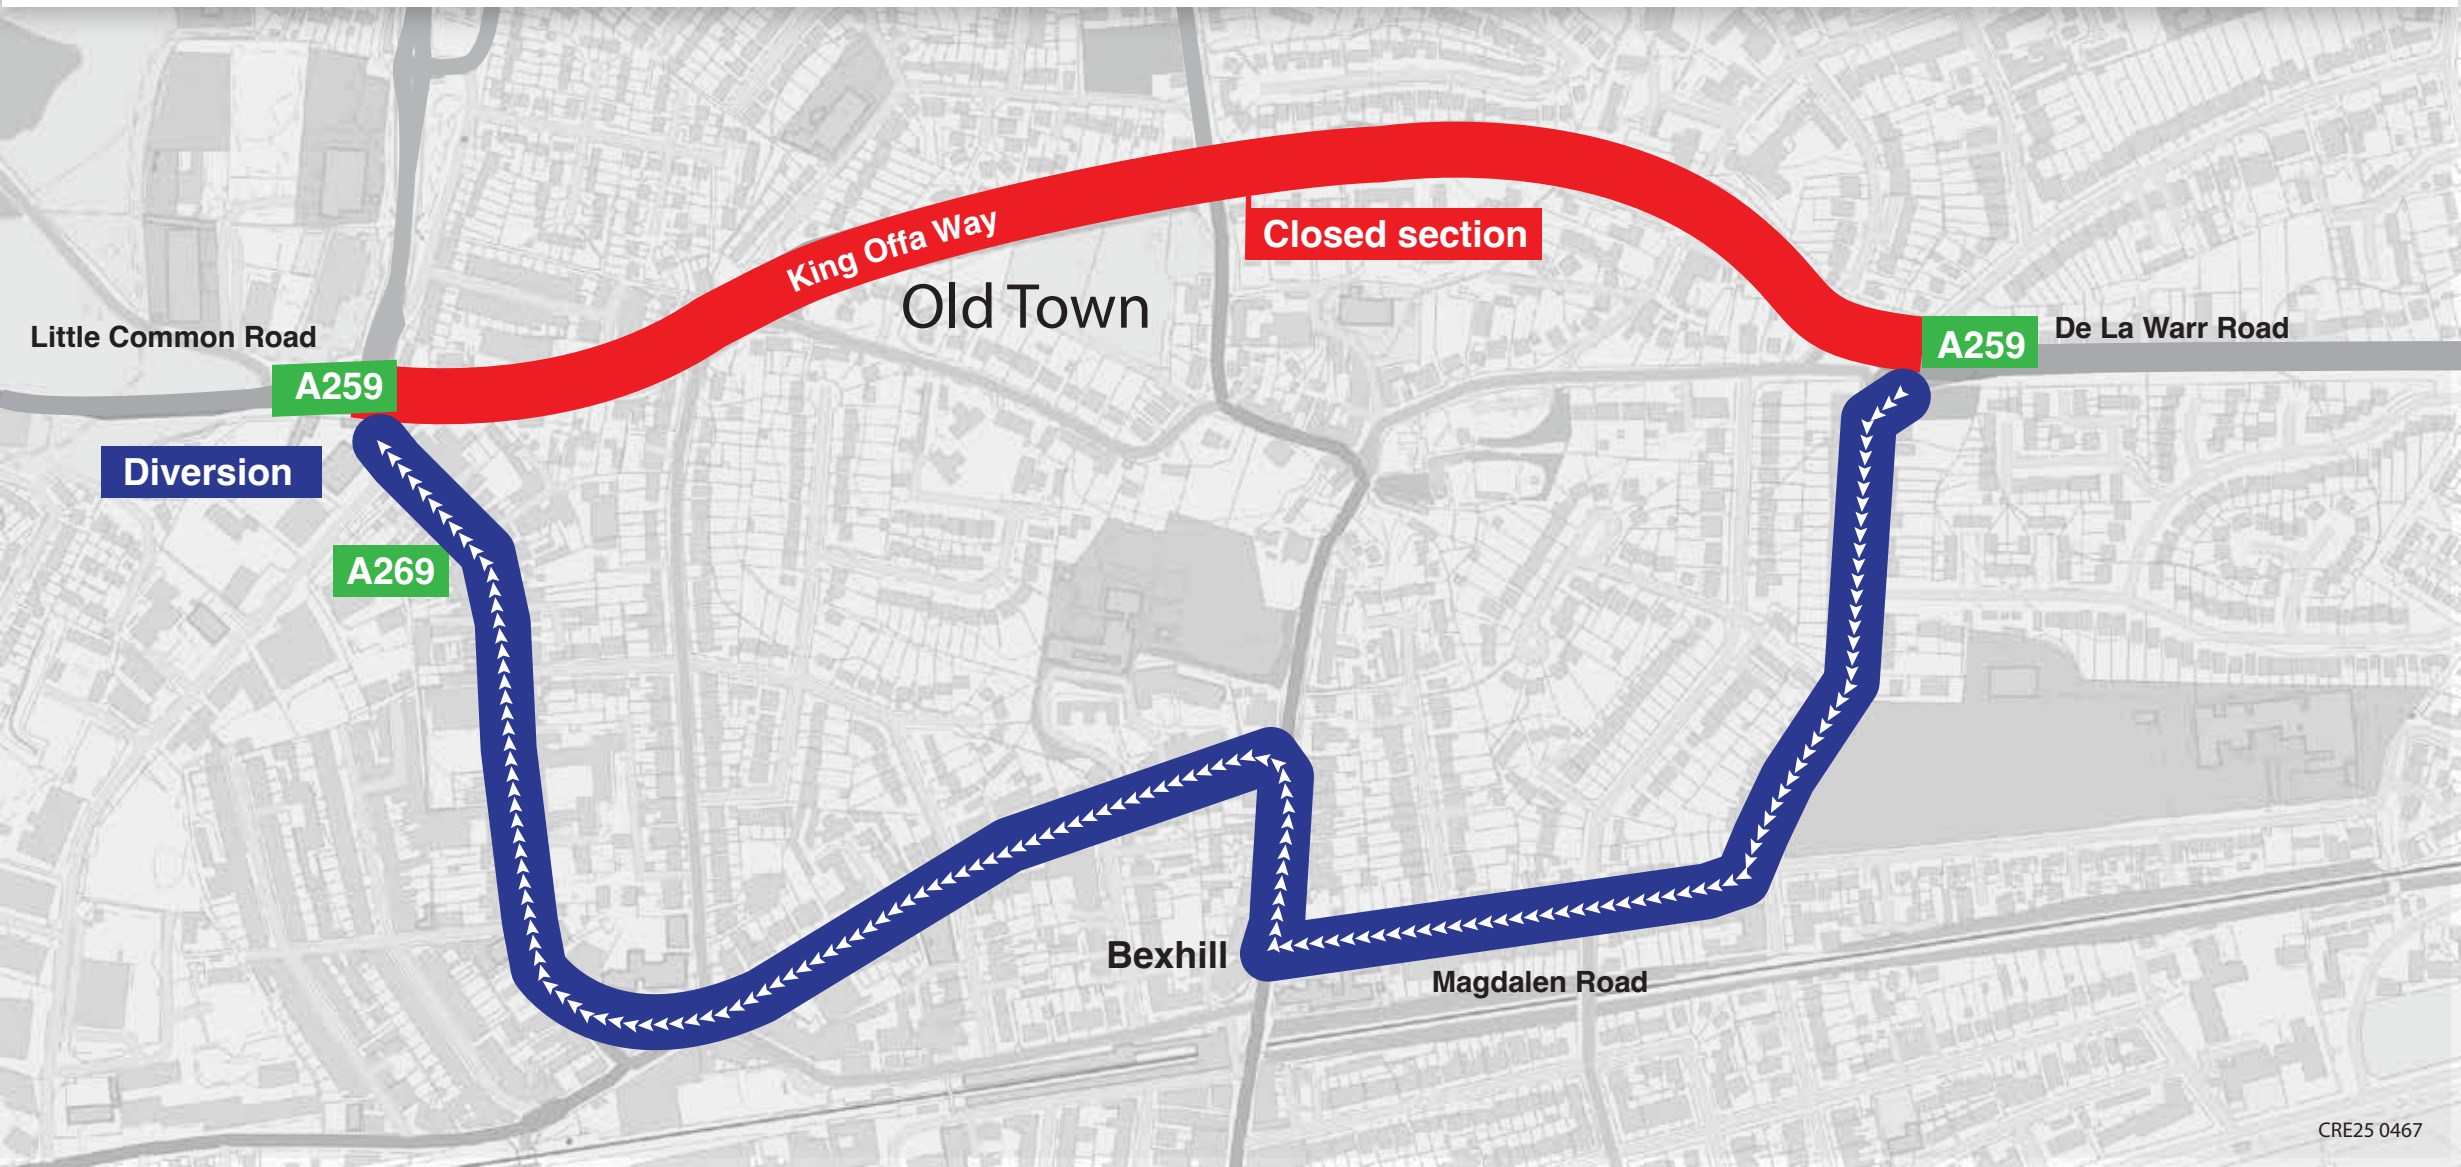 King Offa Way
Closed section
Old Town
Little Common Road
A259
A259
De La Warr Road
Diversion
A269
Bexhill
Magdalen Road
CRE25 0467